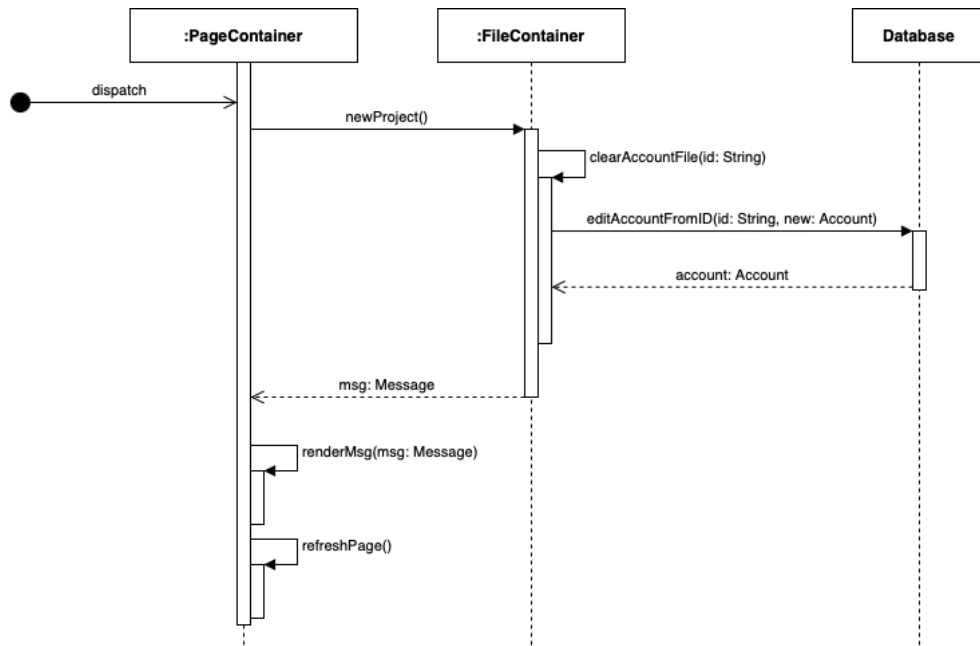 :PageContainer
:FileContainer
Database
dispatch
newProject()
clearAccountFile(id: String)
editAccountFromID(id: String, new: Account)
account: Account
msg: Message
renderMsg(msg: Message)
refreshPage()